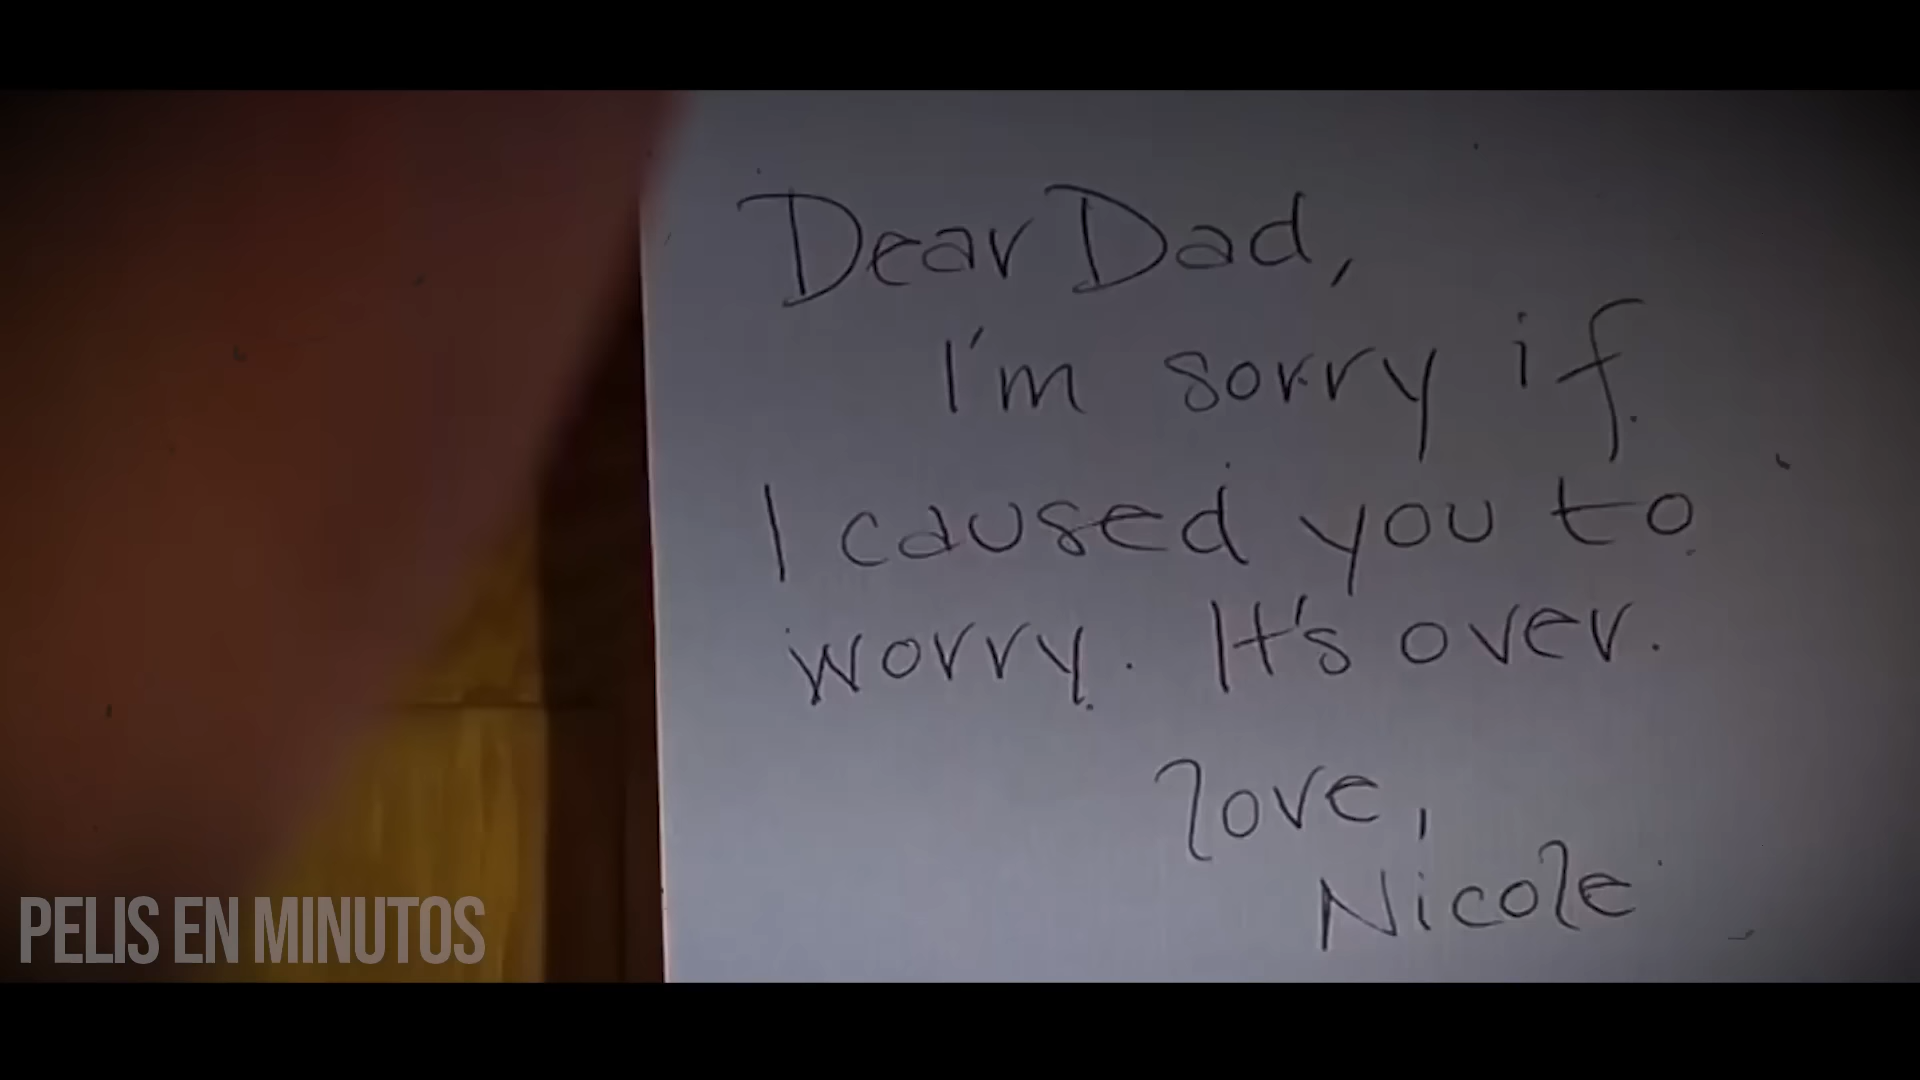 Dear Dad,
I'm sorry if
I caused you to
worry. It's over.
Love,
Nicole
PELIS EN MINUTOS